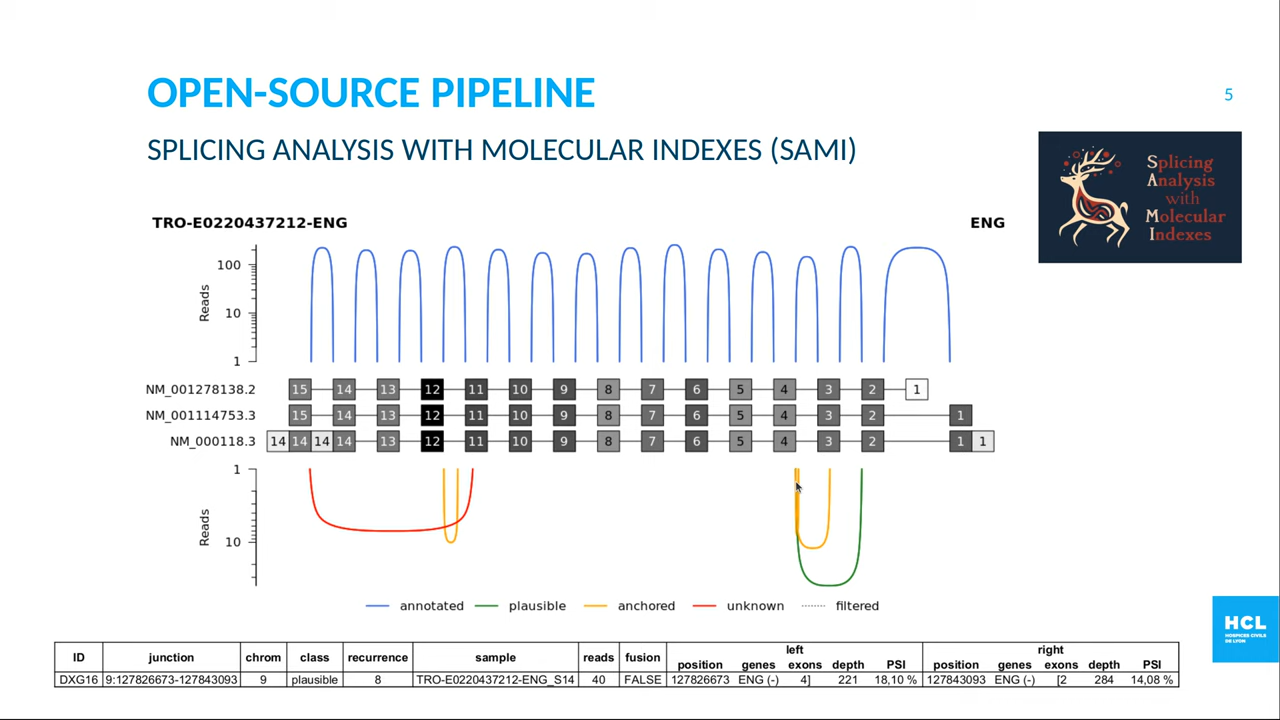 OPEN-SOURCE PIPELINE
5
SPLICING ANALYSIS WITH MOLECULAR INDEXES (SAMI)
Splicing
Analysis
with
Molecular
Indexes
TRO-E0220437212-ENG ENG
Reads
100
10
1
NM_001278138.2 15 14 13 12 11 10 9 8 7 6 5 4 3 2 1
NM_001114753.3 15 14 13 12 11 10 9 8 7 6 5 4 3 2 1
NM_000118.3 14 14 14 14 13 12 11 10 9 8 7 6 5 4 3 2 1 1
1
Reads
10
annotated plausible anchored unknown filtered
HCL
HOSPICES CIVILS
DE LYON
left right
ID junction chrom class recurrence sample reads fusion position genes exons depth PSI position genes exons depth PSI
DXG16 9:127826673-127843093 9 plausible 8 TRO-E0220437212-ENG_S14 40 FALSE 127826673 ENG (-) 4] 221 18,10 % 127843093 ENG (-) [2 284 14,08 %